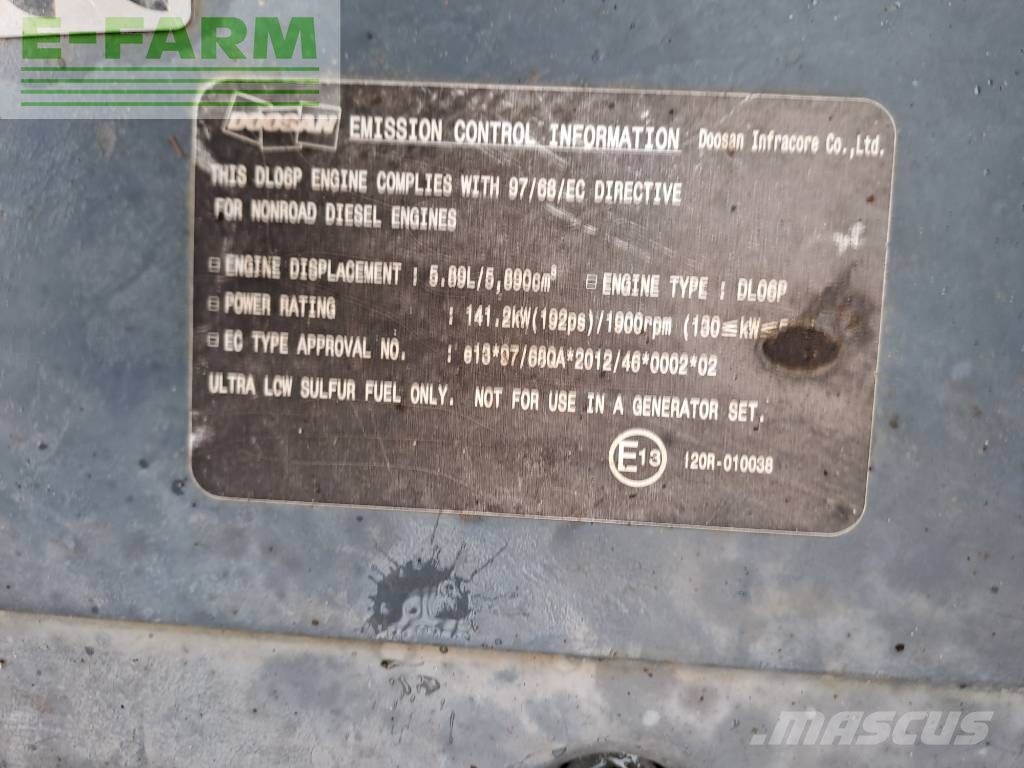 E-FARM
DOOSAN EMISSION CONTROL INFORMATION Doosan Infracore Co.,Ltd.
THIS DL06P ENGINE COMPLIES WITH 97/68/EC DIRECTIVE
FOR NONROAD DIESEL ENGINES
ENGINE DISPLACEMENT : 5.89L/5,890cm³ ENGINE TYPE : DL06P
POWER RATING : 141.2kW(192ps)/1900rpm (130≤kW≤
EC TYPE APPROVAL NO. : e13*97/68QA*2012/46*0002*02
ULTRA LOW SULFUR FUEL ONLY. NOT FOR USE IN A GENERATOR SET.
E13 120R-010038
mascus